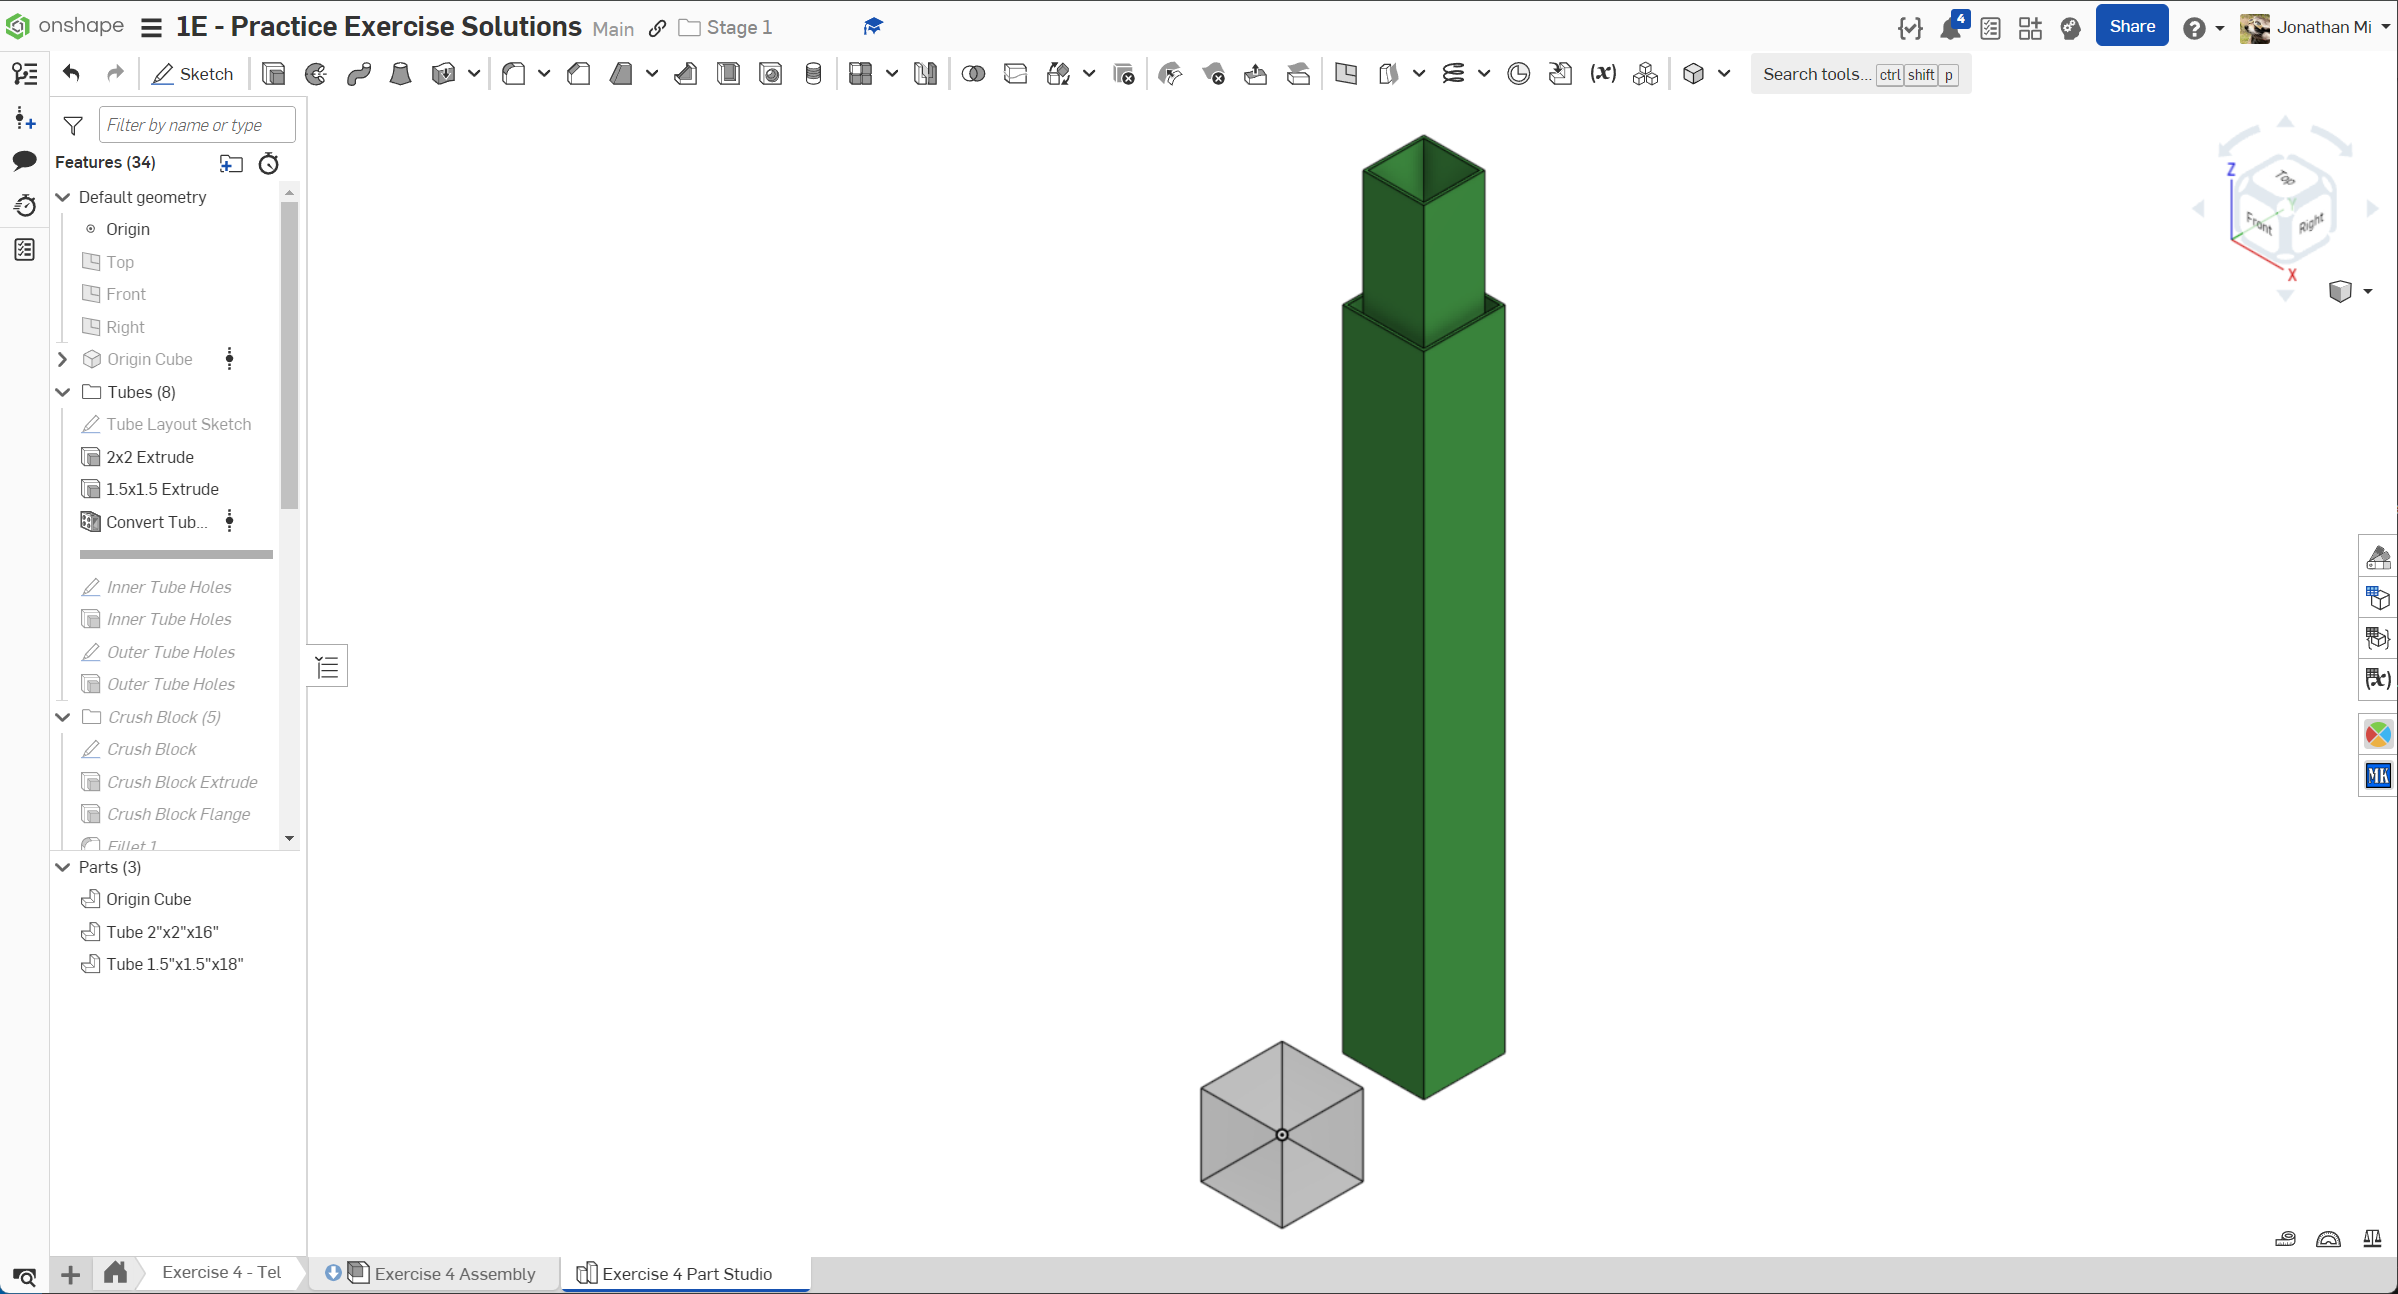 onshape 1E - Practice Exercise Solutions Main Stage 1 4 Share Jonathan Mi
Sketch Search tools... ctrl shift p
Filter by name or type
Features (34)
Default geometry
Origin
Top
Front
Right
Origin Cube
Tubes (8)
Tube Layout Sketch
2x2 Extrude
1.5x1.5 Extrude
Convert Tub...
Inner Tube Holes
Inner Tube Holes
Outer Tube Holes
Outer Tube Holes
Crush Block (5)
Crush Block
Crush Block Extrude
Crush Block Flange
Fillet 1
Parts (3)
Origin Cube
Tube 2"x2"x16"
Tube 1.5"x1.5"x18"
Z
Top
Y
Front Right
X
(x)
(x)
MK
Exercise 4 - Tel Exercise 4 Assembly Exercise 4 Part Studio